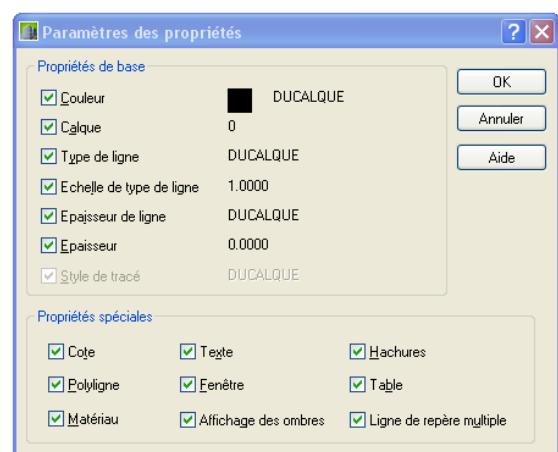 Paramètres des propriétés
Propriétés de base
OK
Couleur DUCALQUE
Annuler
Calque 0
Type de ligne DUCALQUE
Aide
Echelle de type de ligne 1.0000
Epaisseur de ligne DUCALQUE
Epaisseur 0.0000
Style de tracé DUCALQUE
Propriétés spéciales
Cote Texte Hachures
Polyligne Fenêtre Table
Matériau Affichage des ombres Ligne de repère multiple